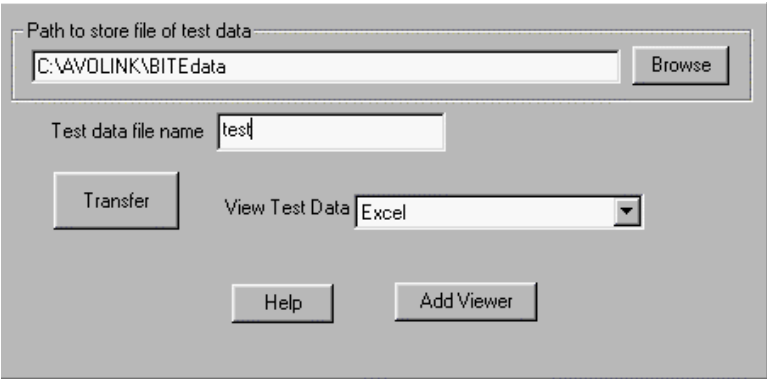 Path to store file of test data
C:\AVOLINK\BITEdata
Browse
Test data file name test
Transfer
View Test Data Excel
Help
Add Viewer